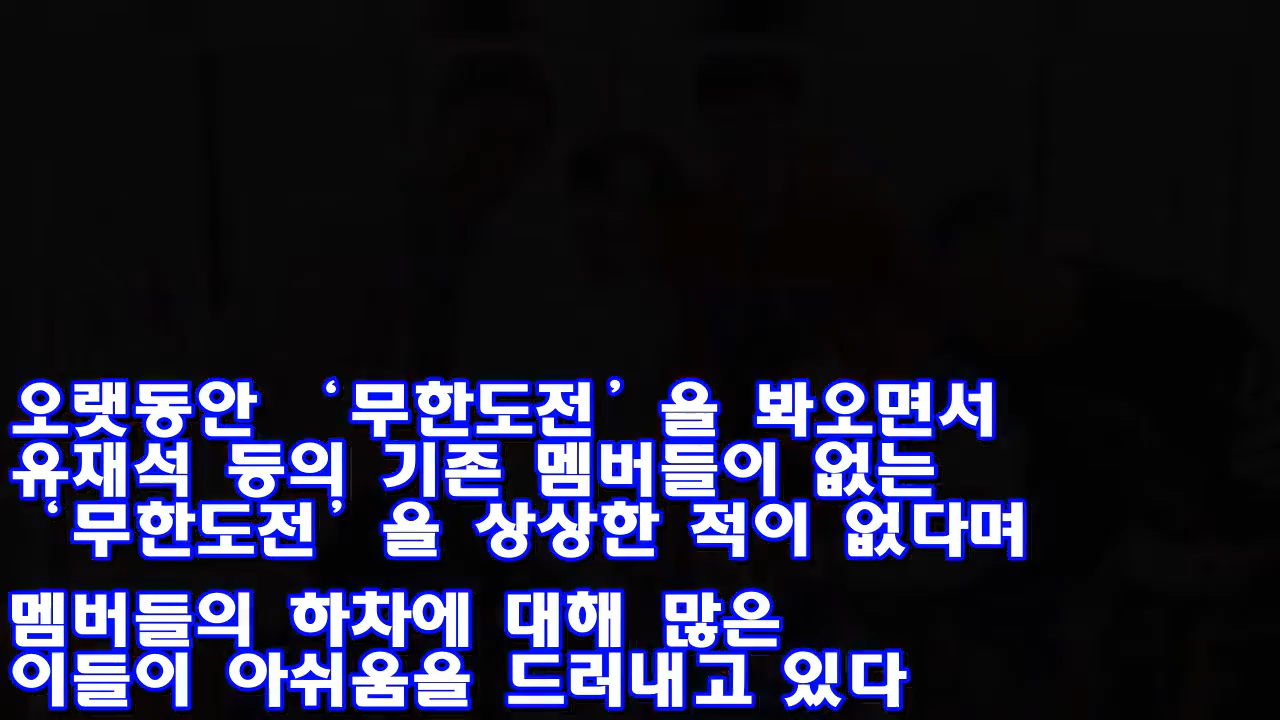 오랫동안 ‘무한도전’을 봐오면서
유재석 등의 기존 멤버들이 없는
‘무한도전’을 상상한 적이 없다며
멤버들의 하차에 대해 많은
이들이 아쉬움을 드러내고 있다